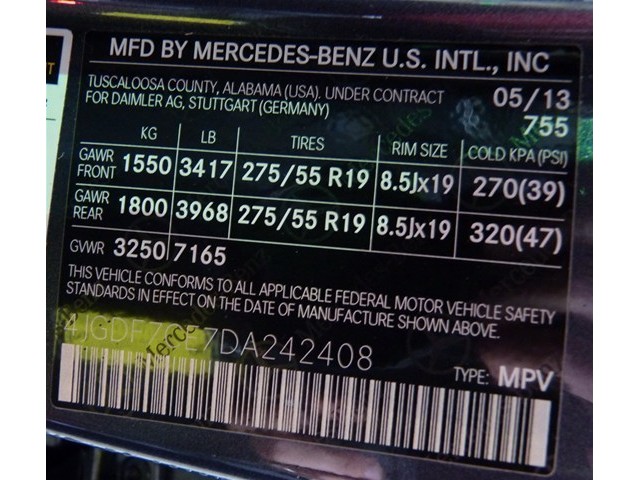 MFD BY MERCEDES-BENZ U.S. INTL., INC
TUSCALOOSA COUNTY, ALABAMA (USA). UNDER CONTRACT 05/13
FOR DAIMLER AG, STUTTGART (GERMANY) 755
KG LB TIRES RIM SIZE COLD KPA (PSI)
GAWR FRONT 1550 3417 275/55 R19 8.5Jx19 270(39)
GAWR REAR 1800 3968 275/55 R19 8.5Jx19 320(47)
GVWR 3250 7165
THIS VEHICLE CONFORMS TO ALL APPLICABLE FEDERAL MOTOR VEHICLE SAFETY
STANDARDS IN EFFECT ON THE DATE OF MANUFACTURE SHOWN ABOVE.
TYPE: MPV